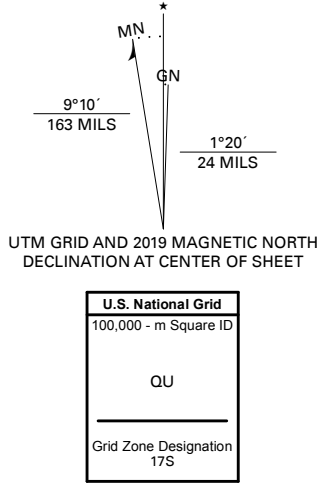 ★
MN
GN
9°10´
163 MILS
1°20´
24 MILS
UTM GRID AND 2019 MAGNETIC NORTH
DECLINATION AT CENTER OF SHEET
U.S. National Grid
100,000 - m Square ID
QU
Grid Zone Designation
17S